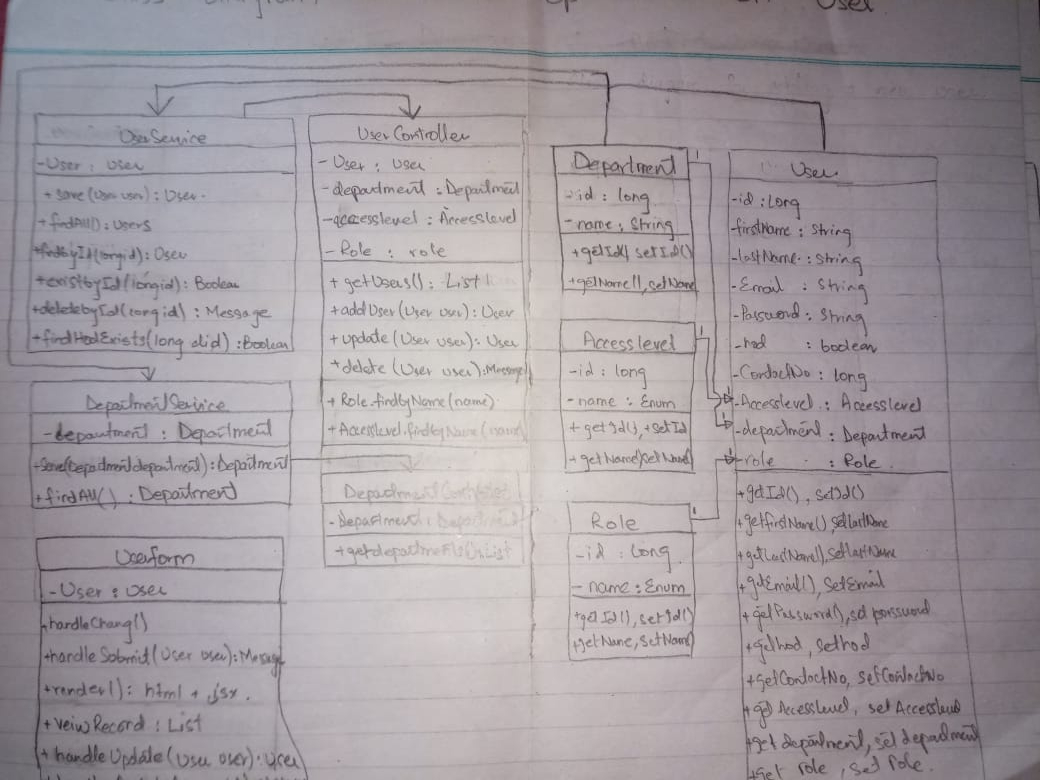 User
UserService
-User : User
+ save(User user) : User.
+ findAll() : Users
+findbyId(longid) : User
+existbyId(longid) : Boolean
+deletebyId(long id) : Message
+findHodExists(long did) : Boolean
DepartmentService
-department : Department
+Save(Department department) : Department
+findAll() : Department
Userform
- User : User
+handleChang()
+handleSubmit(User user) : Message
+render() : html + jsx.
+veiwRecord : List
+ handleUpdate(User user) : User
UserController
- User : User
-department : Department
-accesslevel : Accesslevel
- Role : role
+ getUsers() : List
+addUser(User user) : User
+update(User user) : User
+delete (User user) : Message
+ Role.findbyName(name)
+ Accesslevel.findbyName(name)
-department : Department
Department
-id : long
-name : String
+getId() setId()
+getName(), setName
Accesslevel
-id : long
- name : Enum
+ getId(), +setId
+getName) setName)
Role
-id : Long
- name : Enum
+getId(), setId()
+getName, SetName)
1
1
1
User
-id : Long
-firstName : String
-lastName : String
-Email : String
-Password : String
-hod : boolean
-ContactNo : Long
-Accesslevel : Accesslevel
-department : Department
-role : Role
+getId(), setId()
+getfirstName(), setlastName
+getLastName(), setlastName
+getEmail(), SetEmail
+getPassword(), set password
+gethod, sethod
+getContactNo, setContactNo
+get Accesslevel, set Accesslevel
+get department, set department
+get role, set role.